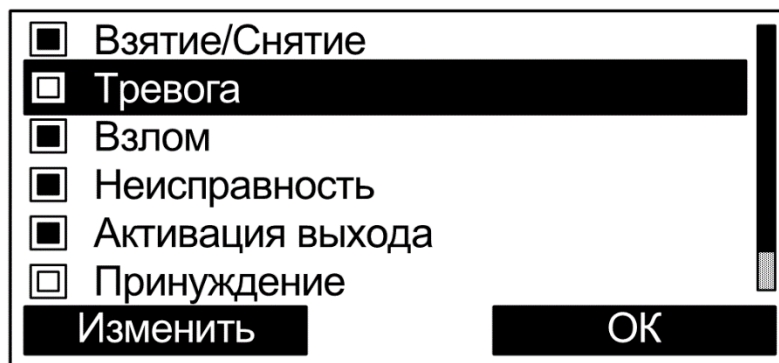 Взятие/Снятие
Тревога
Взлом
Неисправность
Активация выхода
Принуждение
Изменить ОК